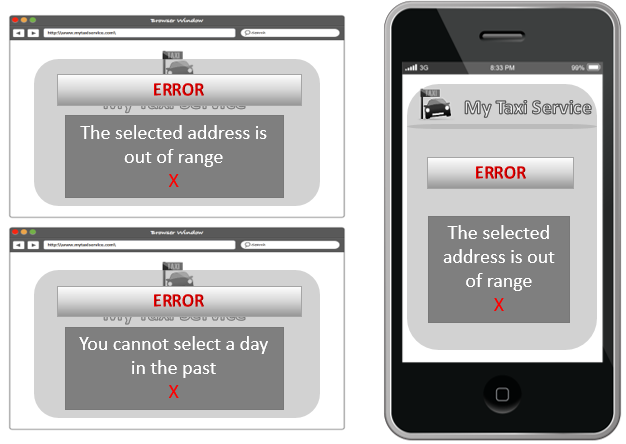 Browser Window
http://www.mytaxiservice.com\
Search
TAXI
ERROR
My Taxi Service
The selected address is
out of range
X
Browser Window
http://www.mytaxiservice.com\
Search
TAXI
ERROR
My Taxi Service
You cannot select a day
in the past
X
3G 8:33 PM 99%
TAXI
My Taxi Service
ERROR
The selected
address is out
of range
X